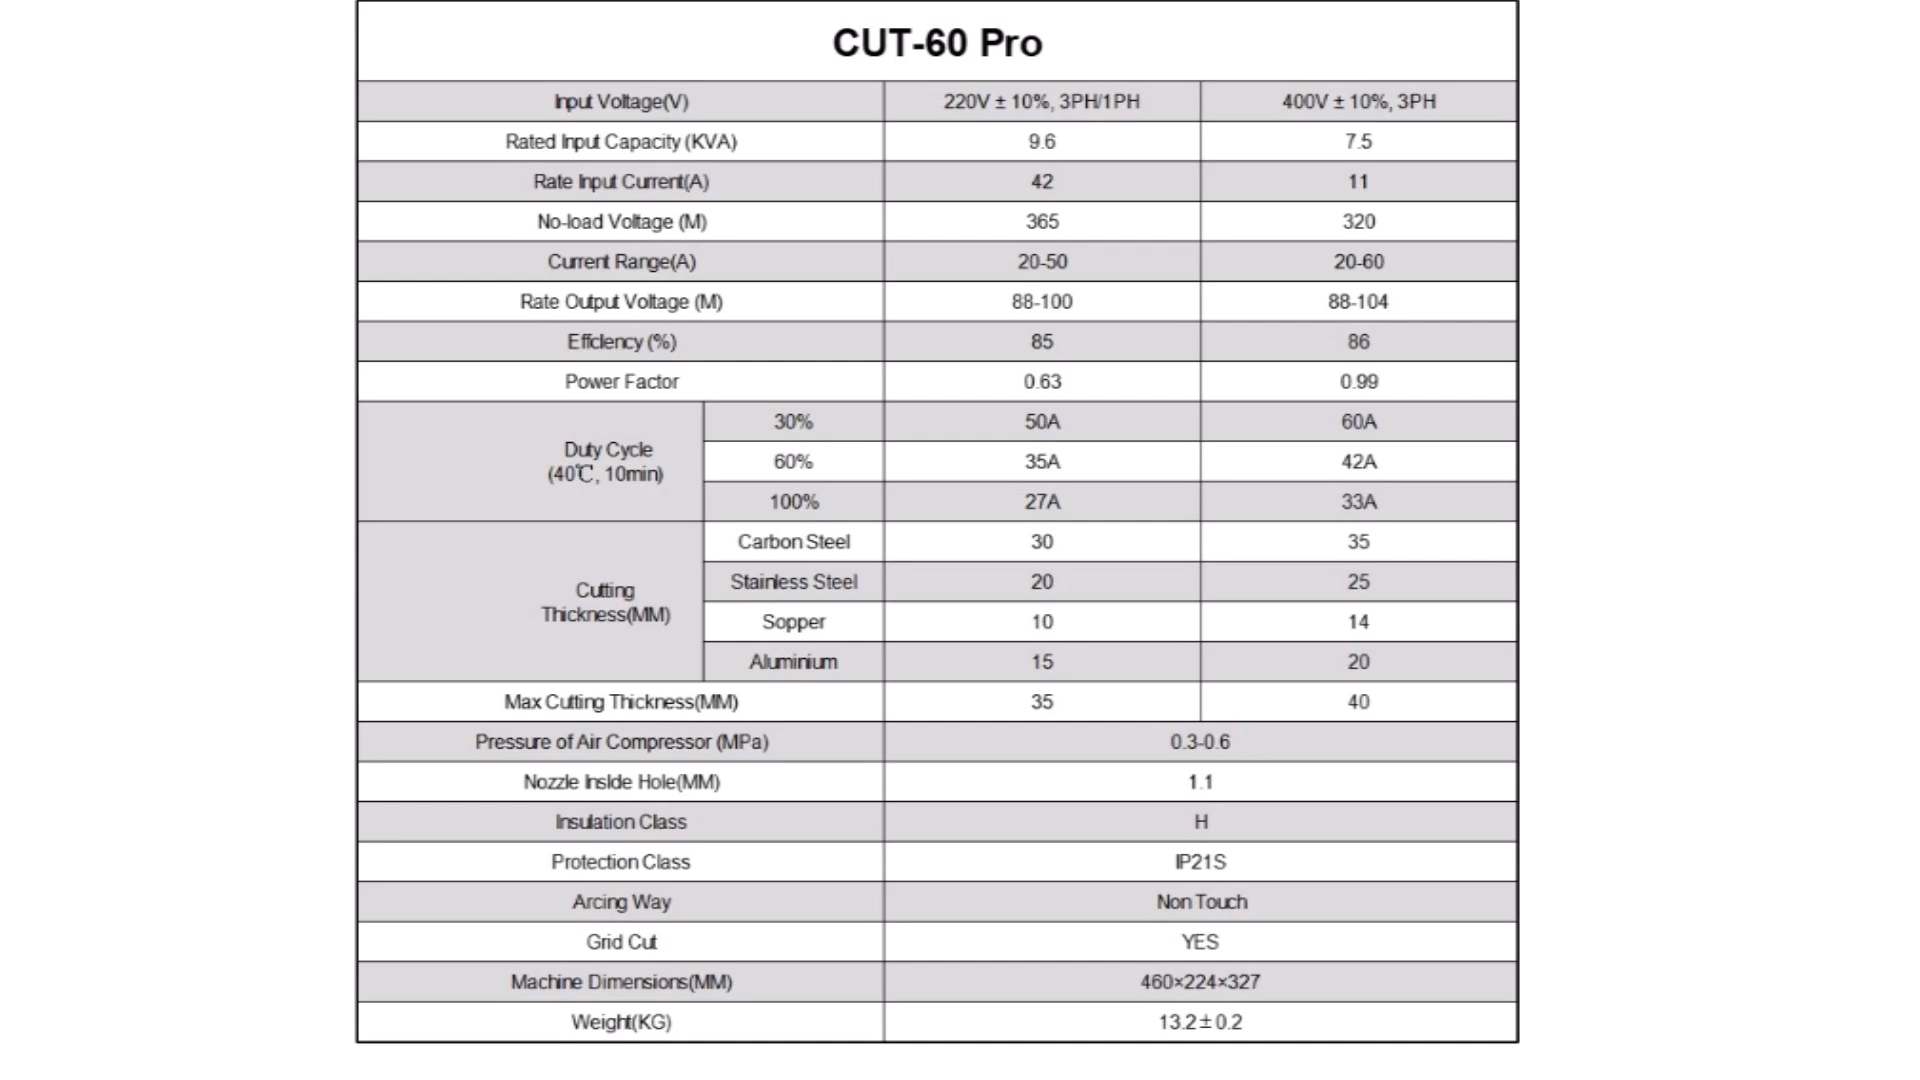 CUT-60 Pro
Input Voltage(V) 220V ± 10%, 3PH/1PH 400V ± 10%, 3PH
Rated Input Capacity (KVA) 9.6 7.5
Rate Input Current(A) 42 11
No-load Voltage (M) 365 320
Current Range(A) 20-50 20-60
Rate Output Voltage (M) 88-100 88-104
Effclency (%) 85 86
Power Factor 0.63 0.99
Duty Cycle
(40℃, 10min)
30% 50A 60A
60% 35A 42A
100% 27A 33A
Cutting
Thickness(MM)
Carbon Steel 30 35
Stainless Steel 20 25
Sopper 10 14
Aluminium 15 20
Max Cutting Thickness(MM) 35 40
Pressure of Air Compressor (MPa) 0.3-0.6
Nozzle Inslde Hole(MM) 1.1
Insulation Class H
Protection Class IP21S
Arcing Way Non Touch
Grid Cut YES
Machine Dimensions(MM) 460×224×327
Weight(KG) 13.2±0.2